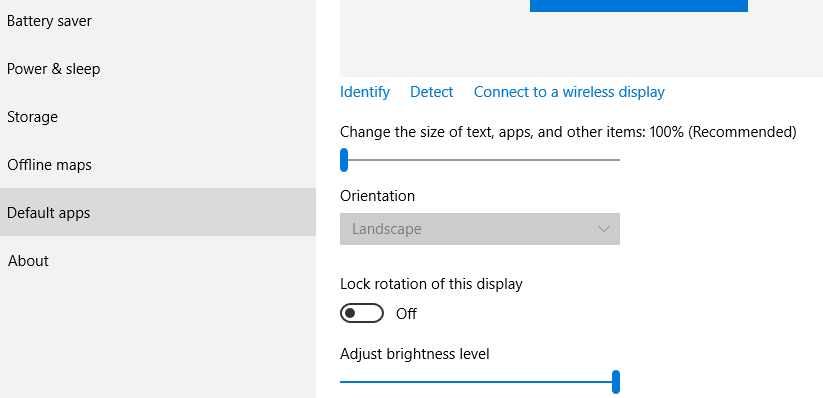 Battery saver
Power & sleep
Storage
Offline maps
Default apps
About
Identify Detect Connect to a wireless display
Change the size of text, apps, and other items: 100% (Recommended)
Orientation
Landscape
Lock rotation of this display
Off
Adjust brightness level